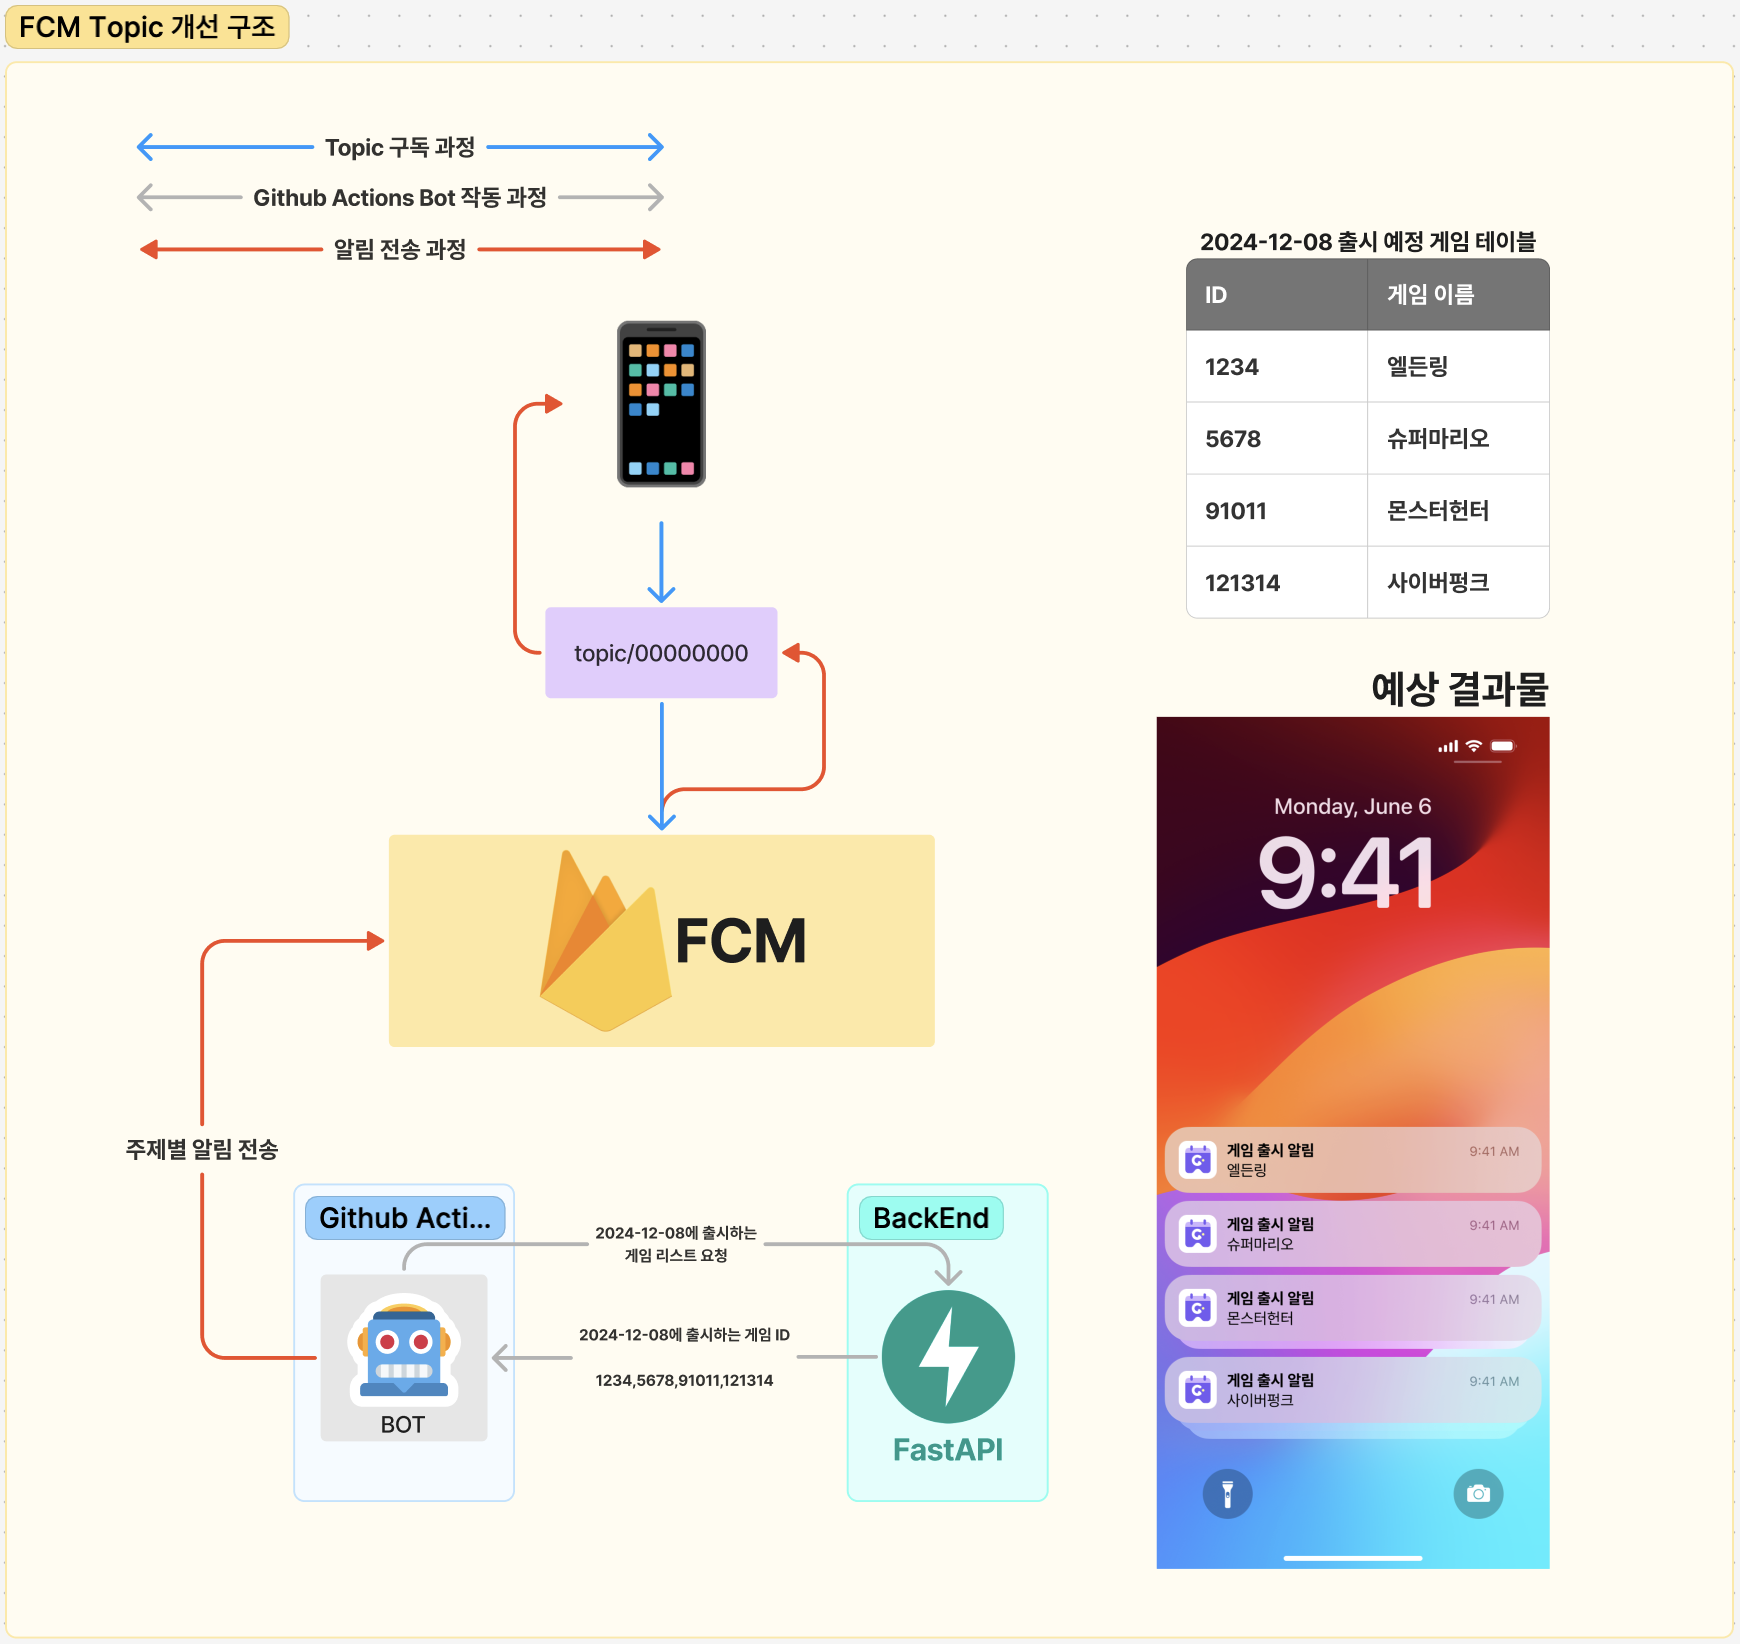 FCM Topic 개선 구조
Topic 구독 과정
Github Actions Bot 작동 과정
알림 전송 과정
topic/00000000
FCM
주제별 알림 전송
Github Acti...
BOT
2024-12-08에 출시하는
게임 리스트 요청
2024-12-08에 출시하는 게임 ID
1234,5678,91011,121314
BackEnd
FastAPI
2024-12-08 출시 예정 게임 테이블
ID 게임 이름
1234 엘든링
5678 슈퍼마리오
91011 몬스터헌터
121314 사이버펑크
예상 결과물
Monday, June 6
9:41
게임 출시 알림 9:41 AM
엘든링
게임 출시 알림 9:41 AM
슈퍼마리오
게임 출시 알림 9:41 AM
몬스터헌터
게임 출시 알림 9:41 AM
사이버펑크